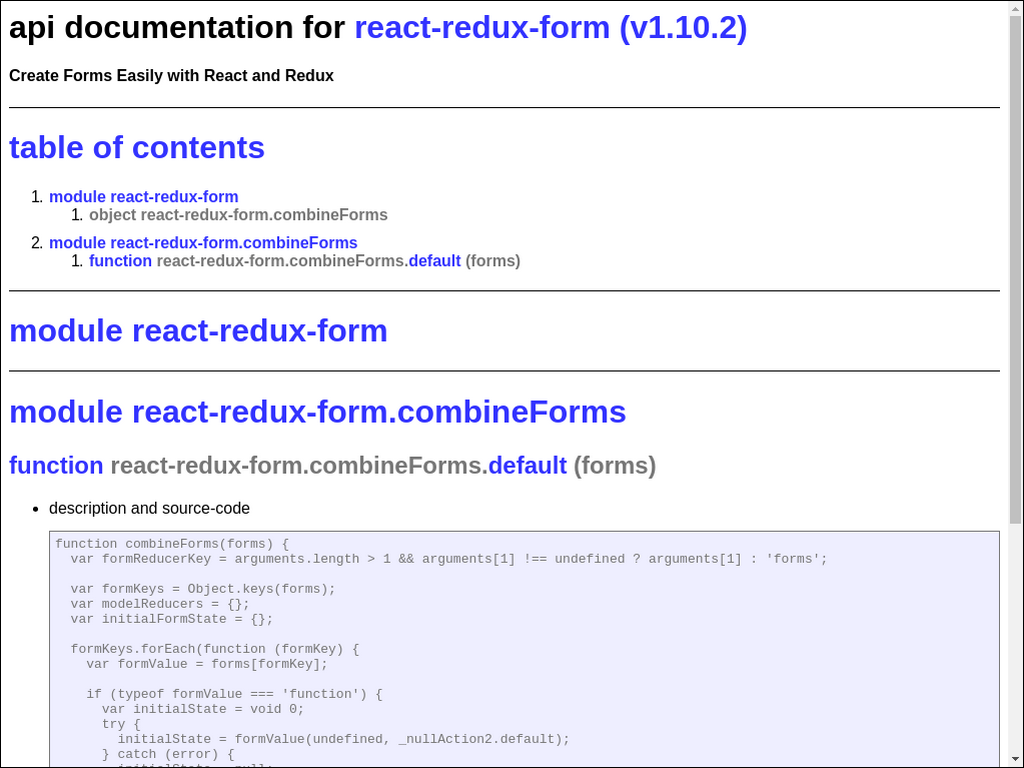 api documentation for react-redux-form (v1.10.2)
Create Forms Easily with React and Redux
table of contents
1. module react-redux-form
1. object react-redux-form.combineForms
2. module react-redux-form.combineForms
1. function react-redux-form.combineForms.default (forms)
module react-redux-form
module react-redux-form.combineForms
function react-redux-form.combineForms.default (forms)
• description and source-code
function combineForms(forms) {
  var formReducerKey = arguments.length > 1 && arguments[1] !== undefined ? arguments[1] : 'forms';
  var formKeys = Object.keys(forms);
  var modelReducers = {};
  var initialFormState = {};
  formKeys.forEach(function (formKey) {
    var formValue = forms[formKey];
    if (typeof formValue === 'function') {
      var initialState = void 0;
      try {
        initialState = formValue(undefined, _nullAction2.default);
      } catch (error) {
        initialState = null;